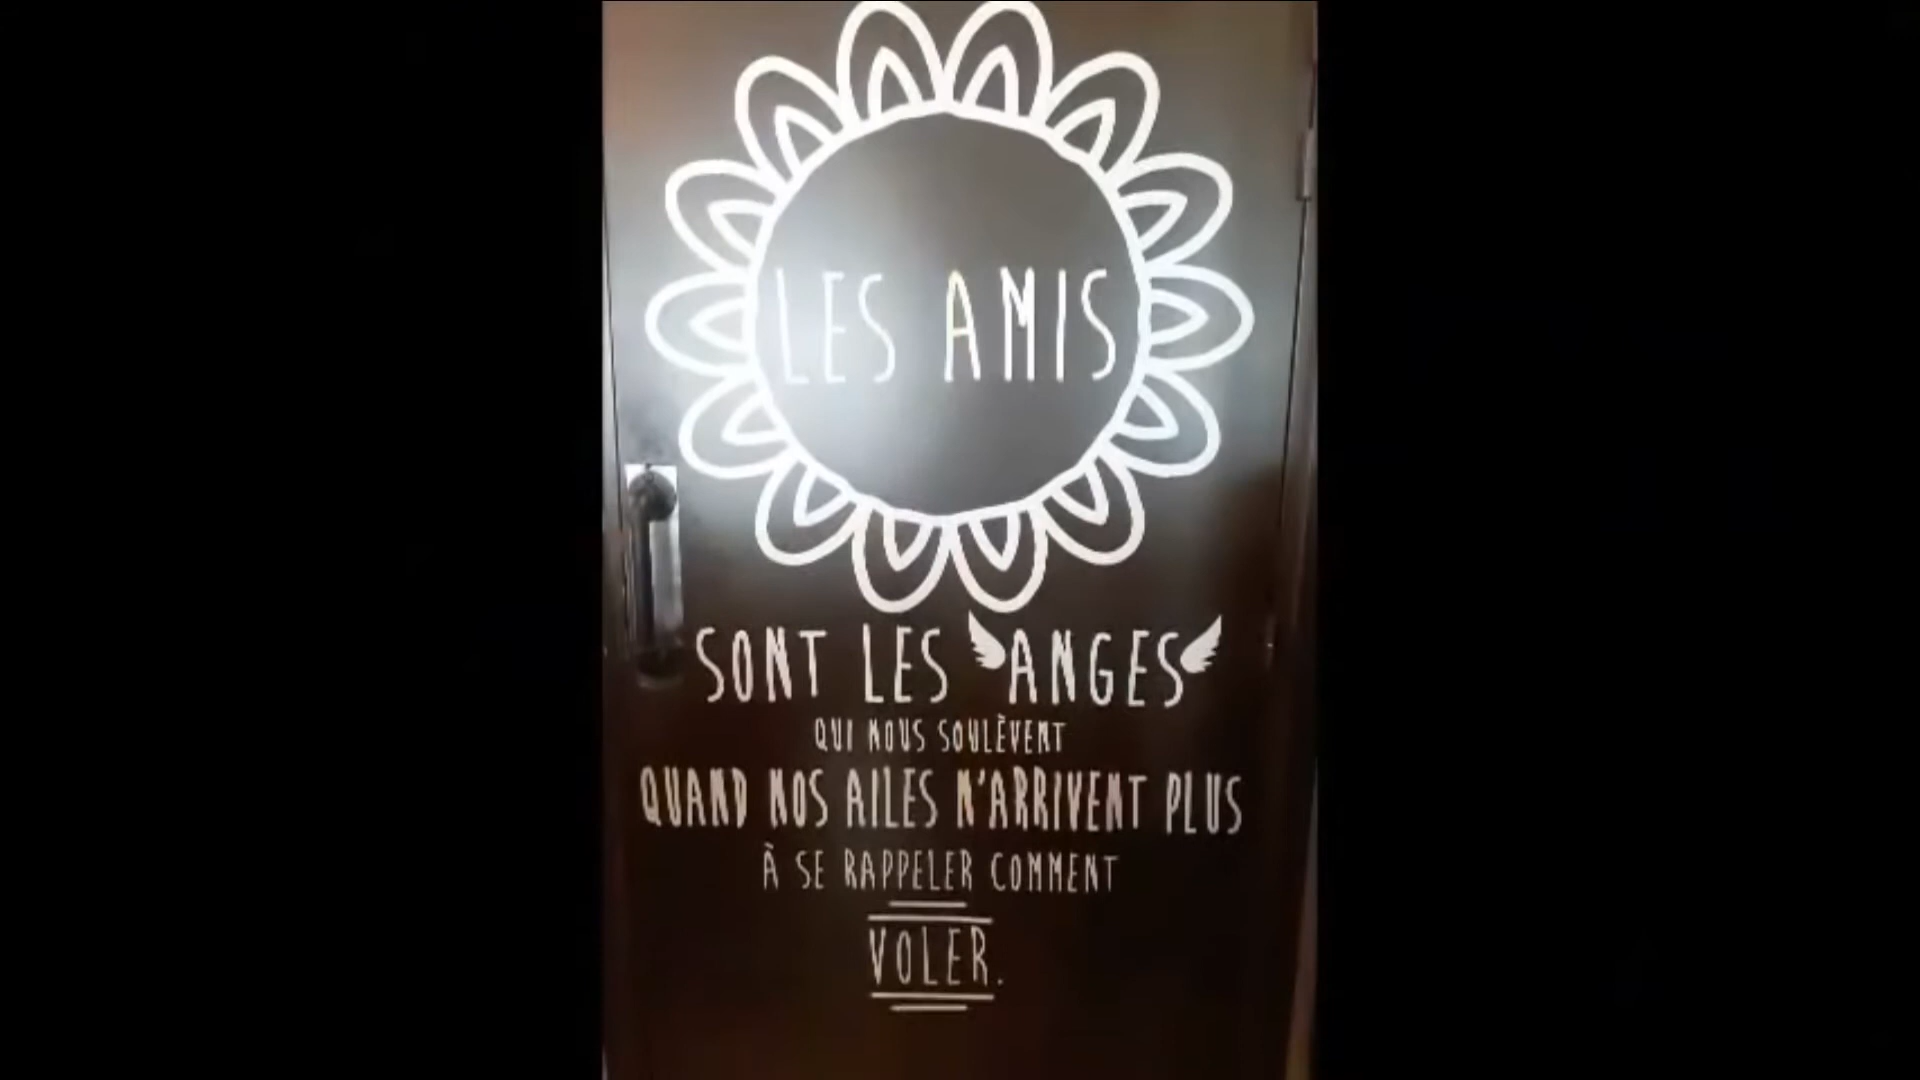 LES AMIS
SONT LES ANGES
QUI NOUS SOULÈVENT
QUAND NOS AILES N'ARRIVENT PLUS
À SE RAPPELER COMMENT
VOLER.